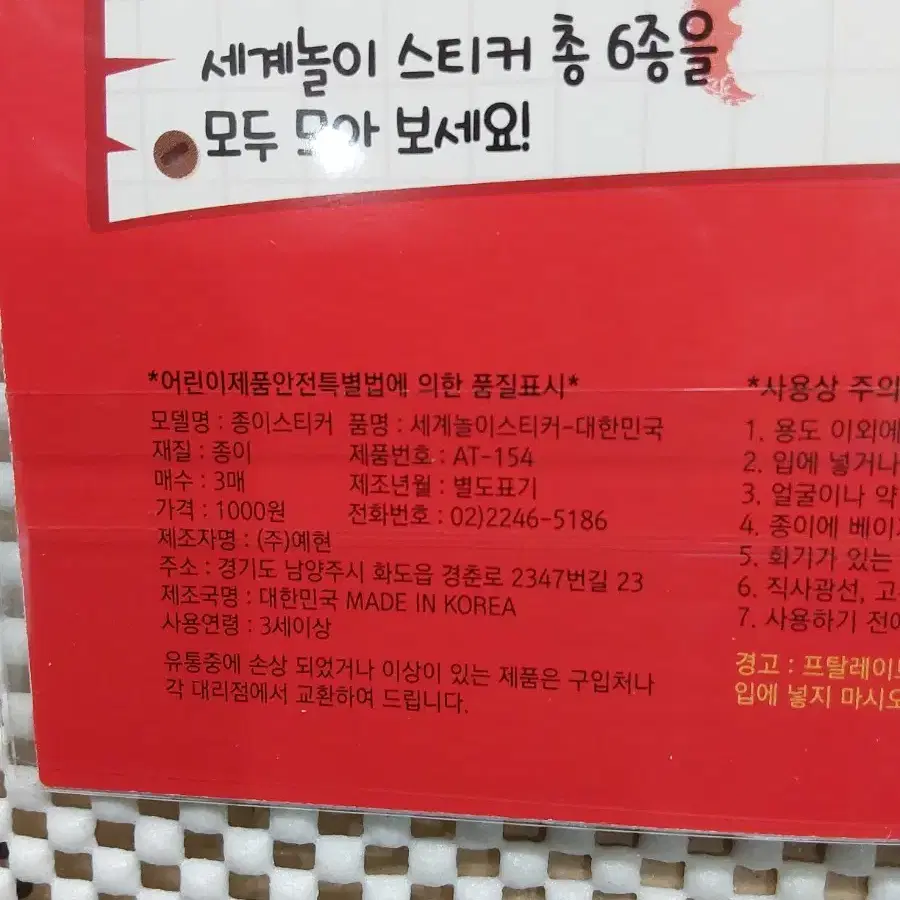 세계놀이 스티커 총 6종을
모두 모아 보세요!
*어린이제품안전특별법에 의한 품질표시*
모델명 : 종이스티커 품명 : 세계놀이스티커-대한민국
재질 : 종이 제품번호 : AT-154
매수 : 3매 제조년월 : 별도표기
가격 : 1000원 전화번호 : 02)2246-5186
제조자명 : (주)예현
주소 : 경기도 남양주시 화도읍 경춘로 2347번길 23
제조국명 : 대한민국 MADE IN KOREA
사용연령 : 3세이상
유통중에 손상 되었거나 이상이 있는 제품은 구입처나
각 대리점에서 교환하여 드립니다.
*사용상 주의
1. 용도 이외에
2. 입에 넣거나
3. 얼굴이나 약
4. 종이에 베이
5. 화기가 있는
6. 직사광선, 고
7. 사용하기 전에
경고 : 프탈레이트
입에 넣지 마시오